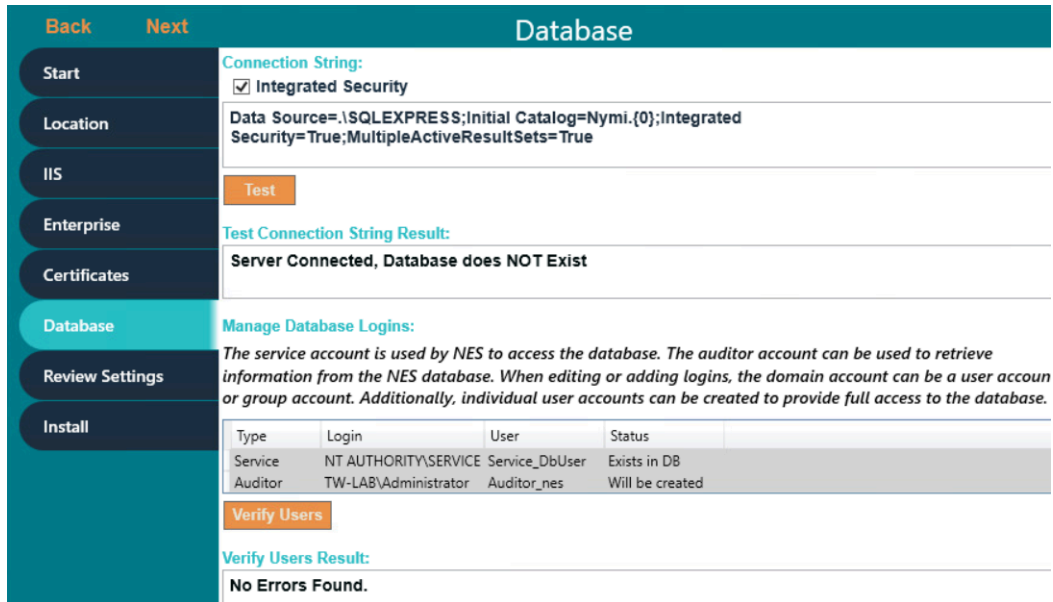 Back Next Database
Start
Location
IIS
Enterprise
Certificates
Database
Review Settings
Install
Connection String:
Integrated Security
Data Source=.\SQLEXPRESS;Initial Catalog=Nymi.{0};Integrated
Security=True;MultipleActiveResultSets=True
Test
Test Connection String Result:
Server Connected, Database does NOT Exist
Manage Database Logins:
The service account is used by NES to access the database. The auditor account can be used to retrieve
information from the NES database. When editing or adding logins, the domain account can be a user accoun
or group account. Additionally, individual user accounts can be created to provide full access to the database.
Type Login User Status
Service NT AUTHORITY\SERVICE Service_DbUser Exists in DB
Auditor TW-LAB\Administrator Auditor_nes Will be created
Verify Users
Verify Users Result:
No Errors Found.